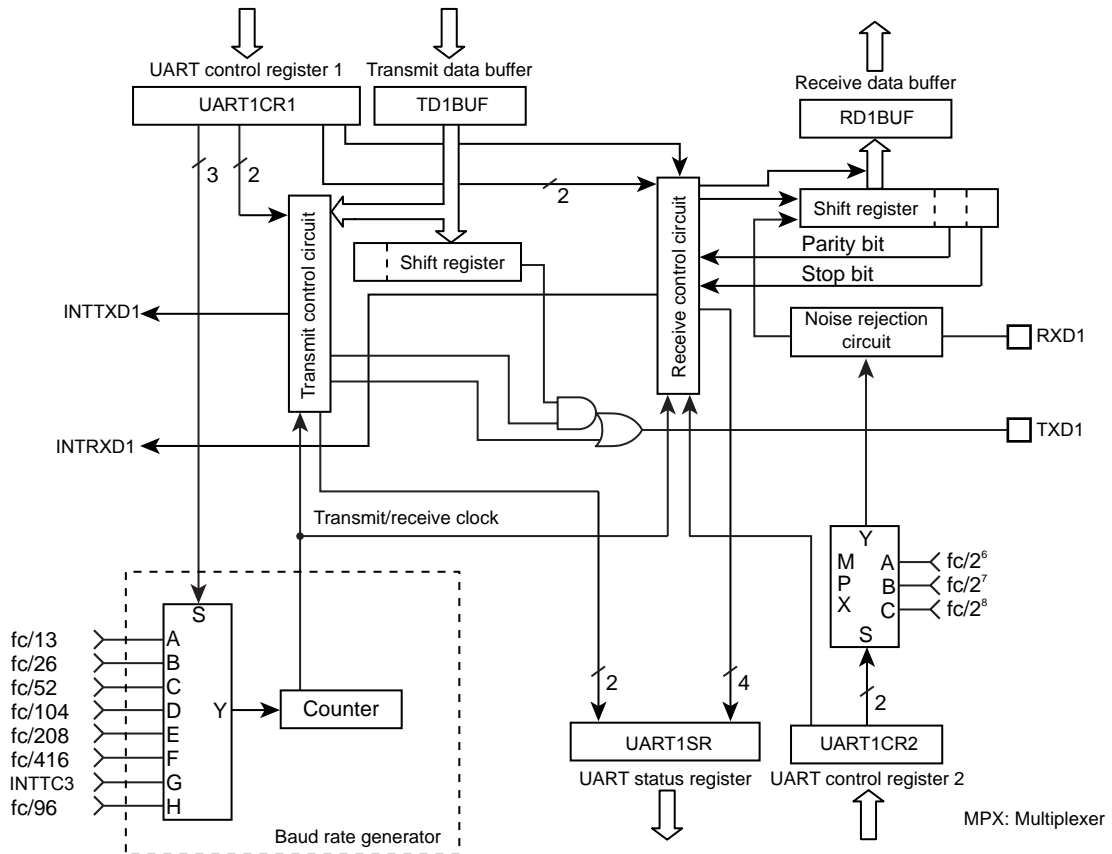 UART control register 1
Transmit data buffer
Receive data buffer
UART1CR1
TD1BUF
RD1BUF
3
2
2
Transmit control circuit
Receive control circuit
Shift register
Shift register
Parity bit
Stop bit
INTTXD1
Noise rejection
circuit
RXD1
INTRXD1
TXD1
Transmit/receive clock
Y
M
P
X
A
B
C
S
fc/2⁶
fc/2⁷
fc/2⁸
S
fc/13
A
fc/26
B
fc/52
C
fc/104
D
fc/208
E
fc/416
F
INTTC3
G
fc/96
H
Y
Counter
2
4
2
UART1SR
UART1CR2
UART status register
UART control register 2
Baud rate generator
MPX: Multiplexer